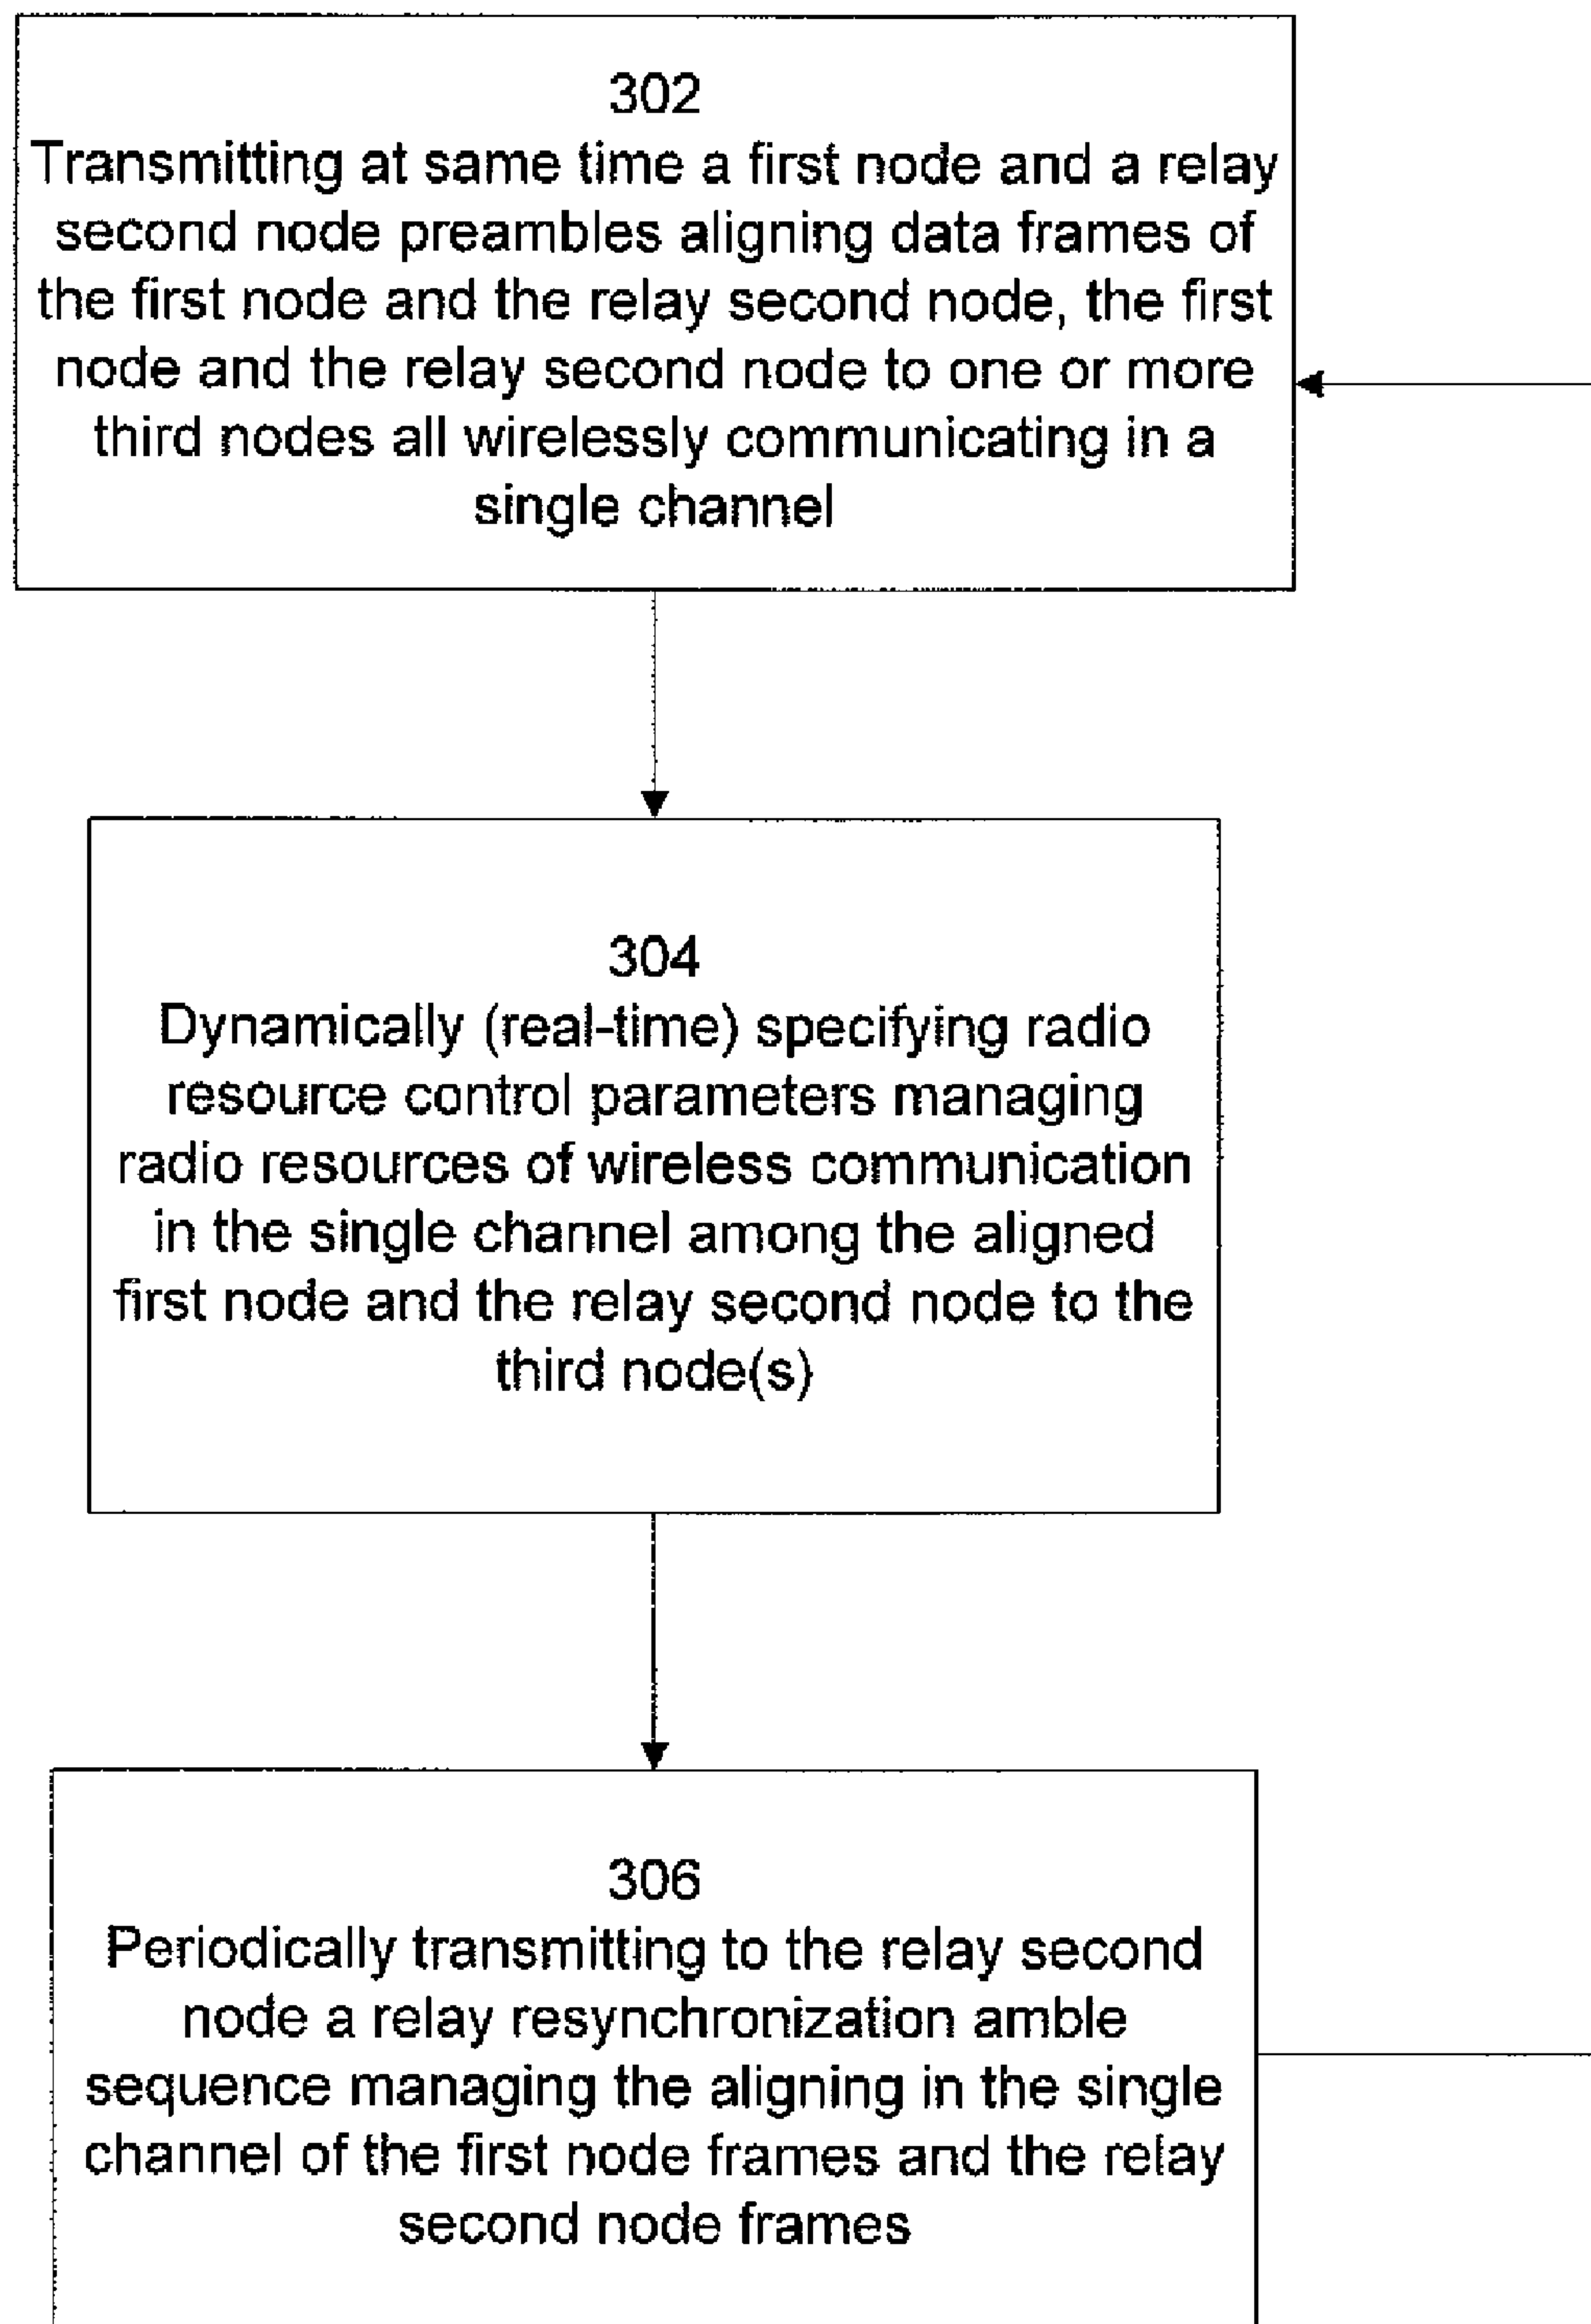 302
Transmitting at same time a first node and a relay
second node preambles aligning data frames of
the first node and the relay second node, the first
node and the relay second node to one or more
third nodes all wirelessly communicating in a
single channel
304
Dynamically (real-time) specifying radio
resource control parameters managing
radio resources of wireless communication
in the single channel among the aligned
first node and the relay second node to the
third node(s)
306
Periodically transmitting to the relay second
node a relay resynchronization amble
sequence managing the aligning in the single
channel of the first node frames and the relay
second node frames